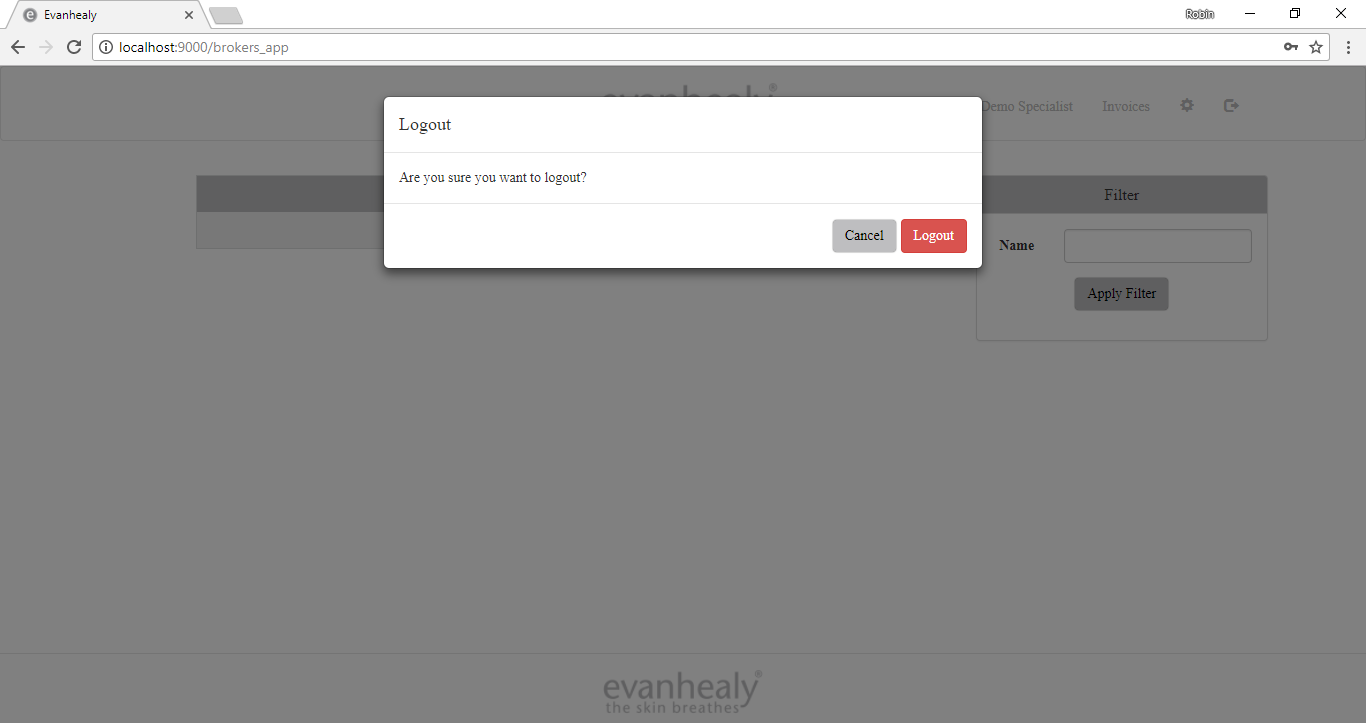 Evanhealy
Robin
localhost:9000/brokers_app
evanhealy®
Demo Specialist
Invoices
Logout
Are you sure you want to logout?
Cancel
Logout
Filter
Name
Apply Filter
evanhealy®
the skin breathes